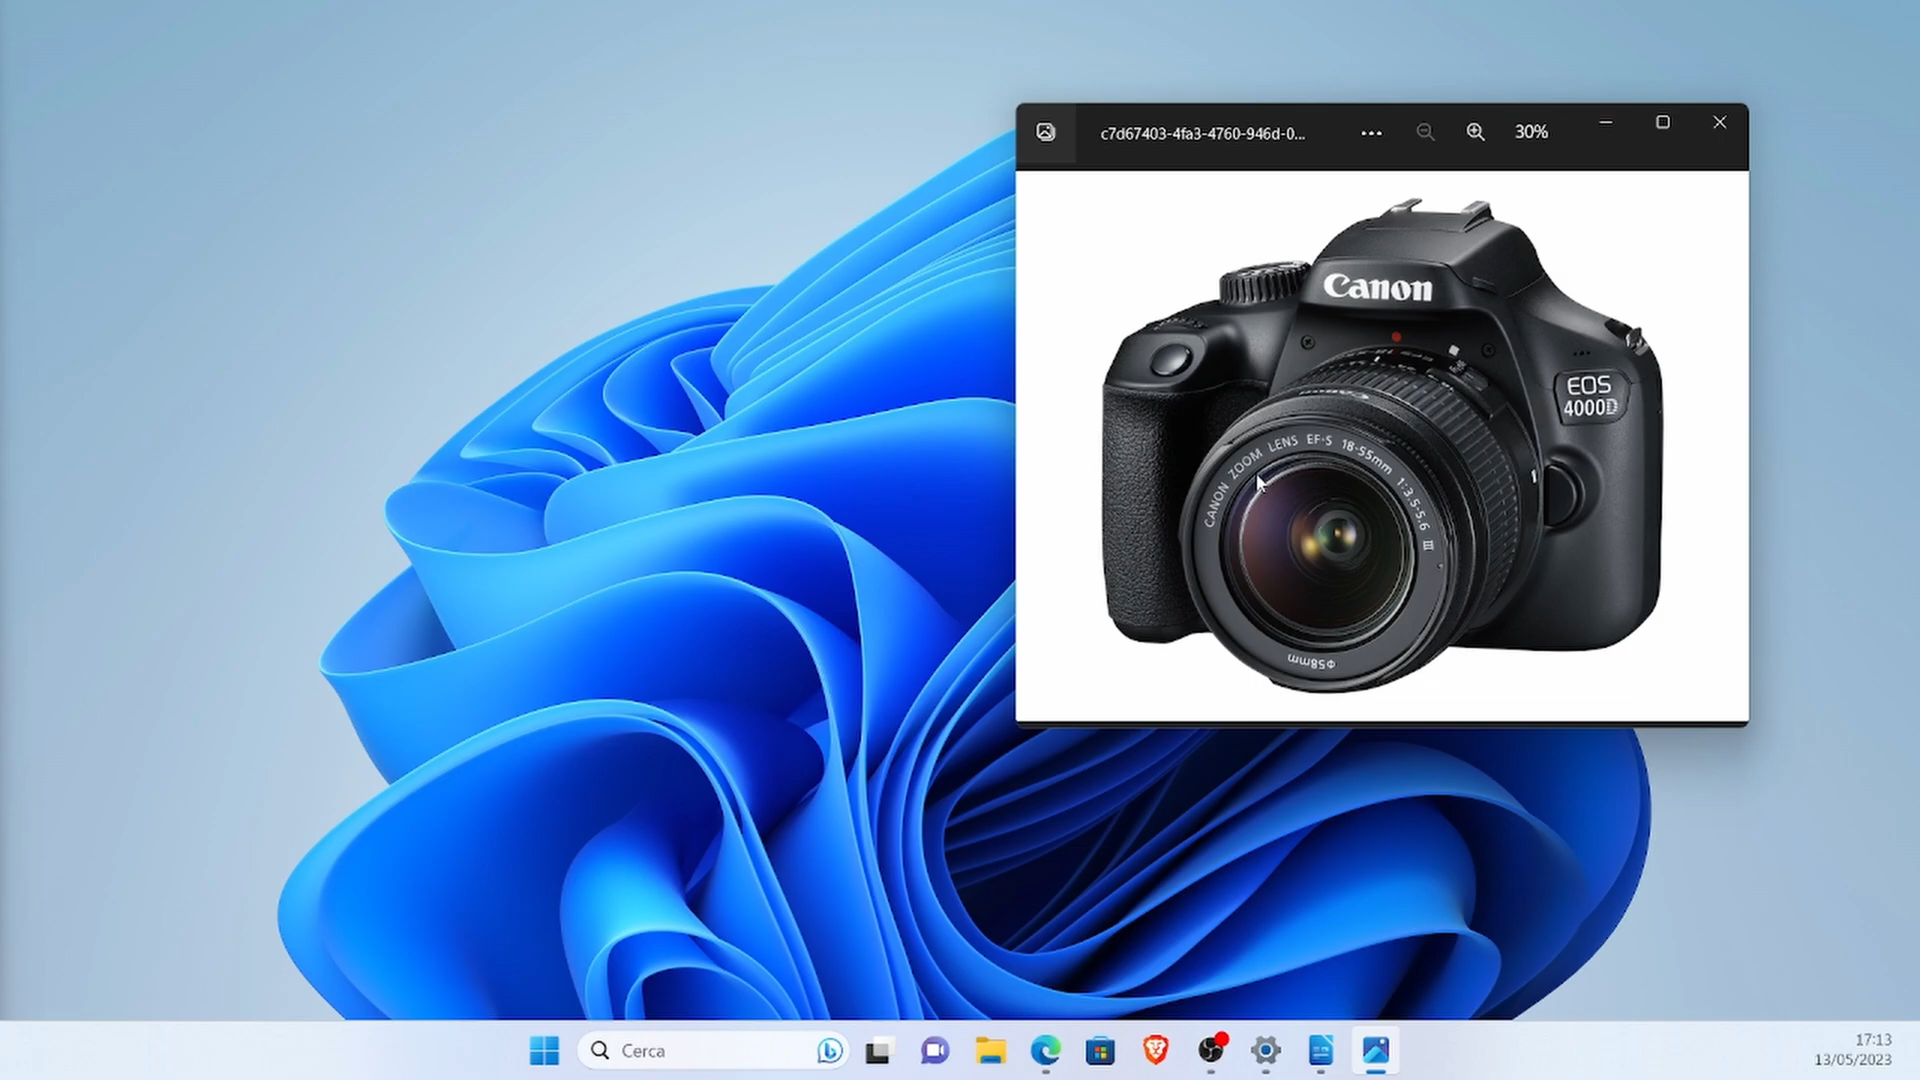 c7d67403-4fa3-4760-946d-0...
30%
Canon
EOS
4000D
CANON ZOOM LENS EF-S 18-55mm 1:3.5-5.6 III
ø58mm
Cerca
17:13
13/05/2023